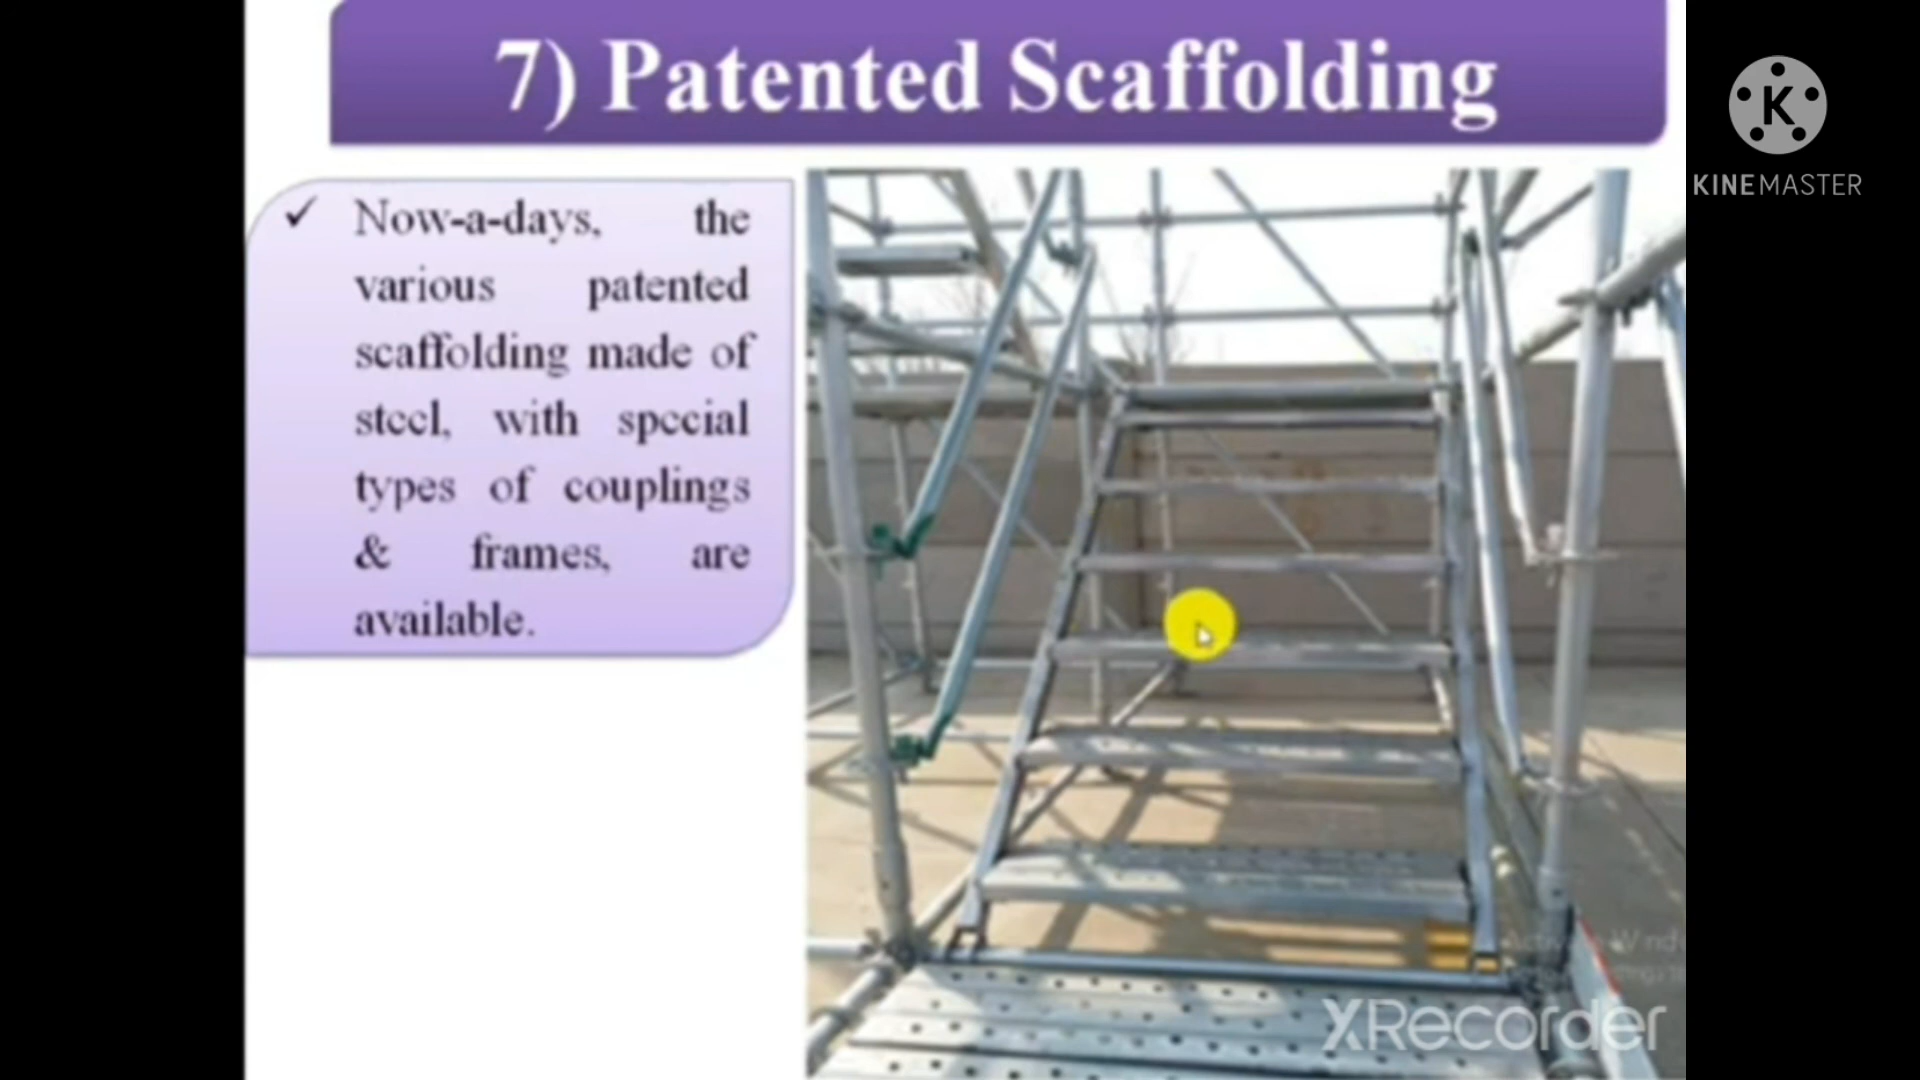 7) Patented Scaffolding
K
KINEMASTER
✓ Now-a-days, the
various patented
scaffolding made of
steel, with special
types of couplings
& frames, are
available.
XRecorder